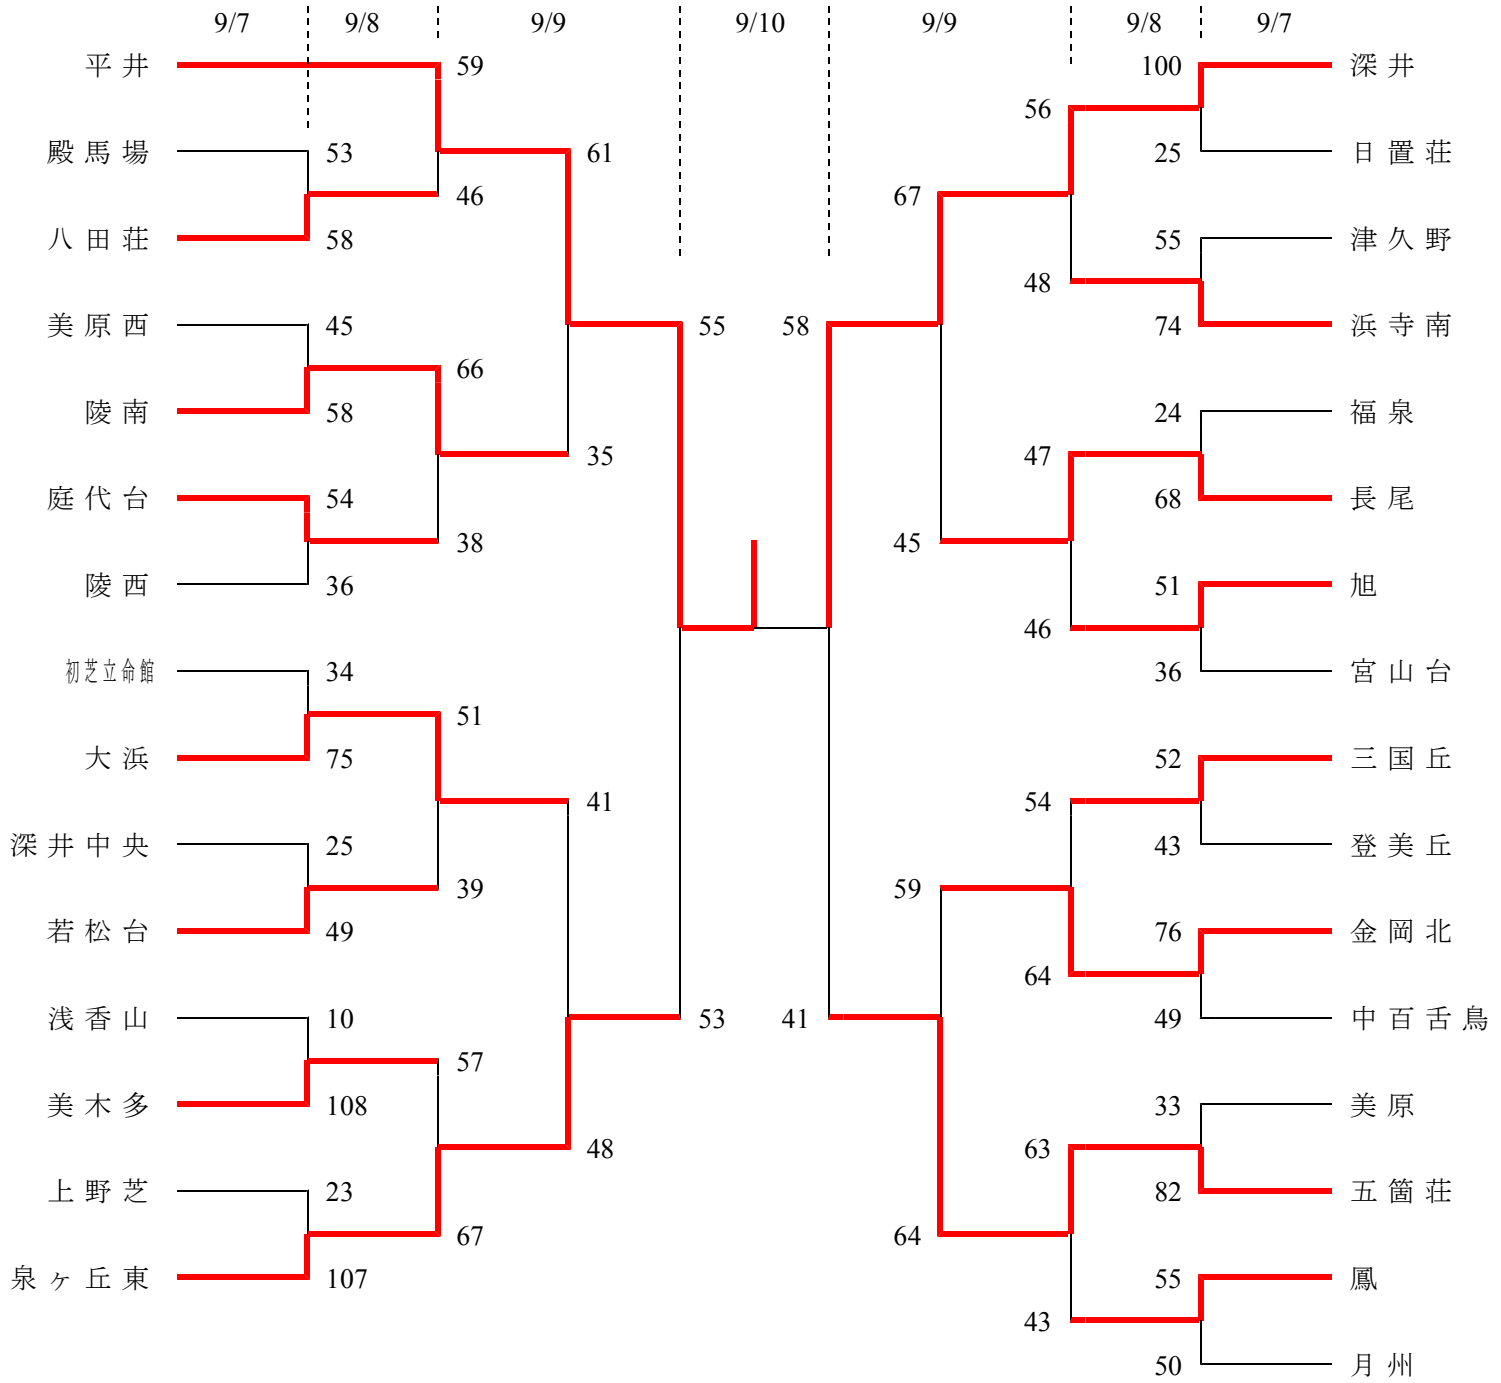 9/7 9/8 9/9 9/10 9/9 9/8 9/7
平井 59 100 深井
56
殿馬場 53 61 25 日置荘
46 67
八田荘 58 55 津久野
48
美原西 45 55 58 74 浜寺南
66
陵南 58 24 福泉
35 47
庭代台 54 68 長尾
38 45
陵西 36 51 旭
46
初芝立命館 34 36 宮山台
51
大浜 75 52 三国丘
41 54
深井中央 25 43 登美丘
39 59
若松台 49 76 金岡北
64
浅香山 10 53 41 49 中百舌鳥
57
美木多 108 33 美原
48 63
上野芝 23 82 五箇荘
67 64
泉ヶ丘東 107 55 鳳
43
50 月州